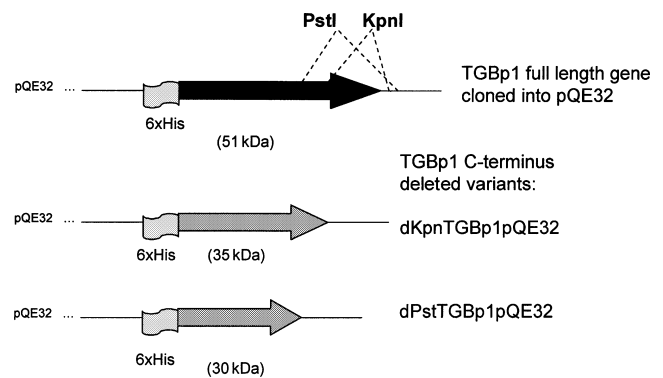 PstI KpnI
pQE32 ...
TGBp1 full length gene
cloned into pQE32
6xHis
(51 kDa)
TGBp1 C-terminus
deleted variants:
pQE32 ...
dKpnTGBp1pQE32
6xHis (35 kDa)
pQE32 ...
dPstTGBp1pQE32
6xHis
(30 kDa)